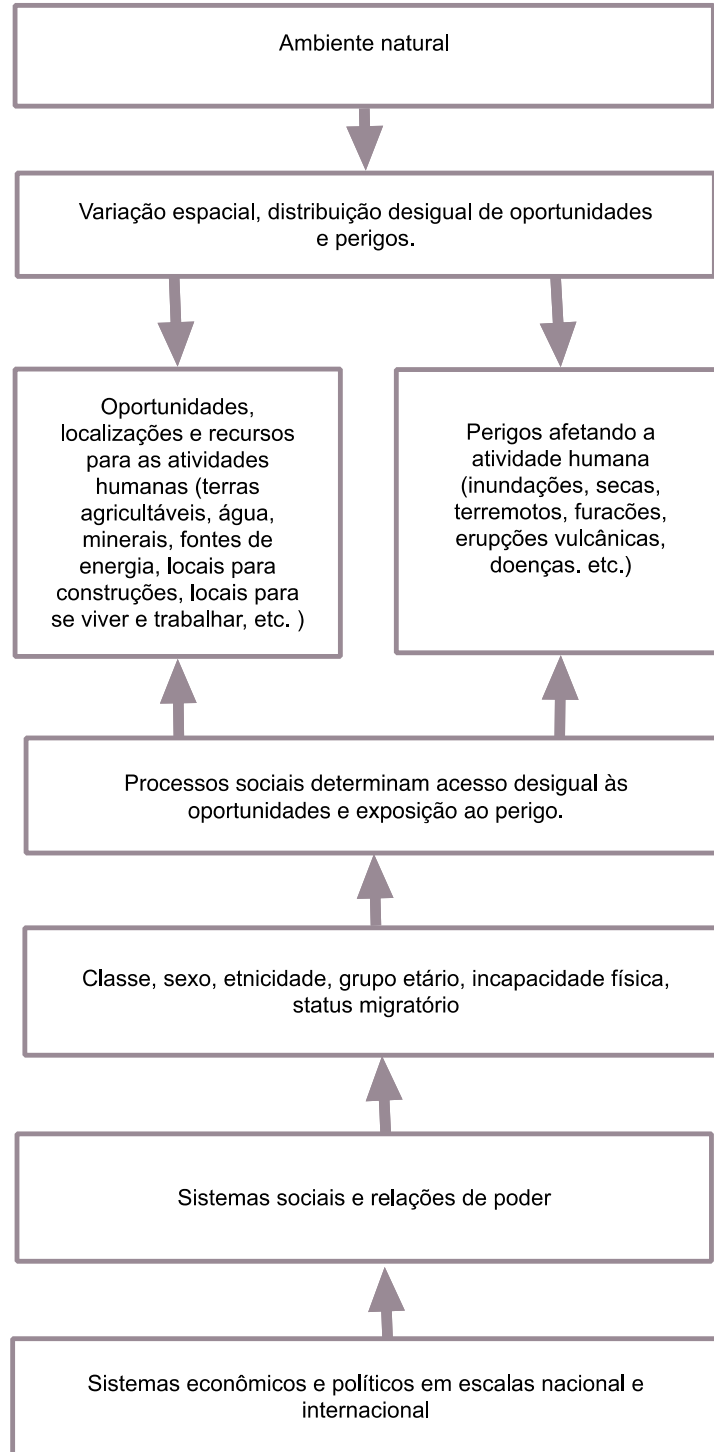 Ambiente natural
Variação espacial, distribuição desigual de oportunidades
e perigos.
Oportunidades,
localizações e recursos
para as atividades
humanas (terras
agricultáveis, água,
minerais, fontes de
energia, locais para
construções, locais para
se viver e trabalhar, etc. )
Perigos afetando a
atividade humana
(inundações, secas,
terremotos, furacões,
erupções vulcânicas,
doenças. etc.)
Processos sociais determinam acesso desigual às
oportunidades e exposição ao perigo.
Classe, sexo, etnicidade, grupo etário, incapacidade física,
status migratório
Sistemas sociais e relações de poder
Sistemas econômicos e políticos em escalas nacional e
internacional